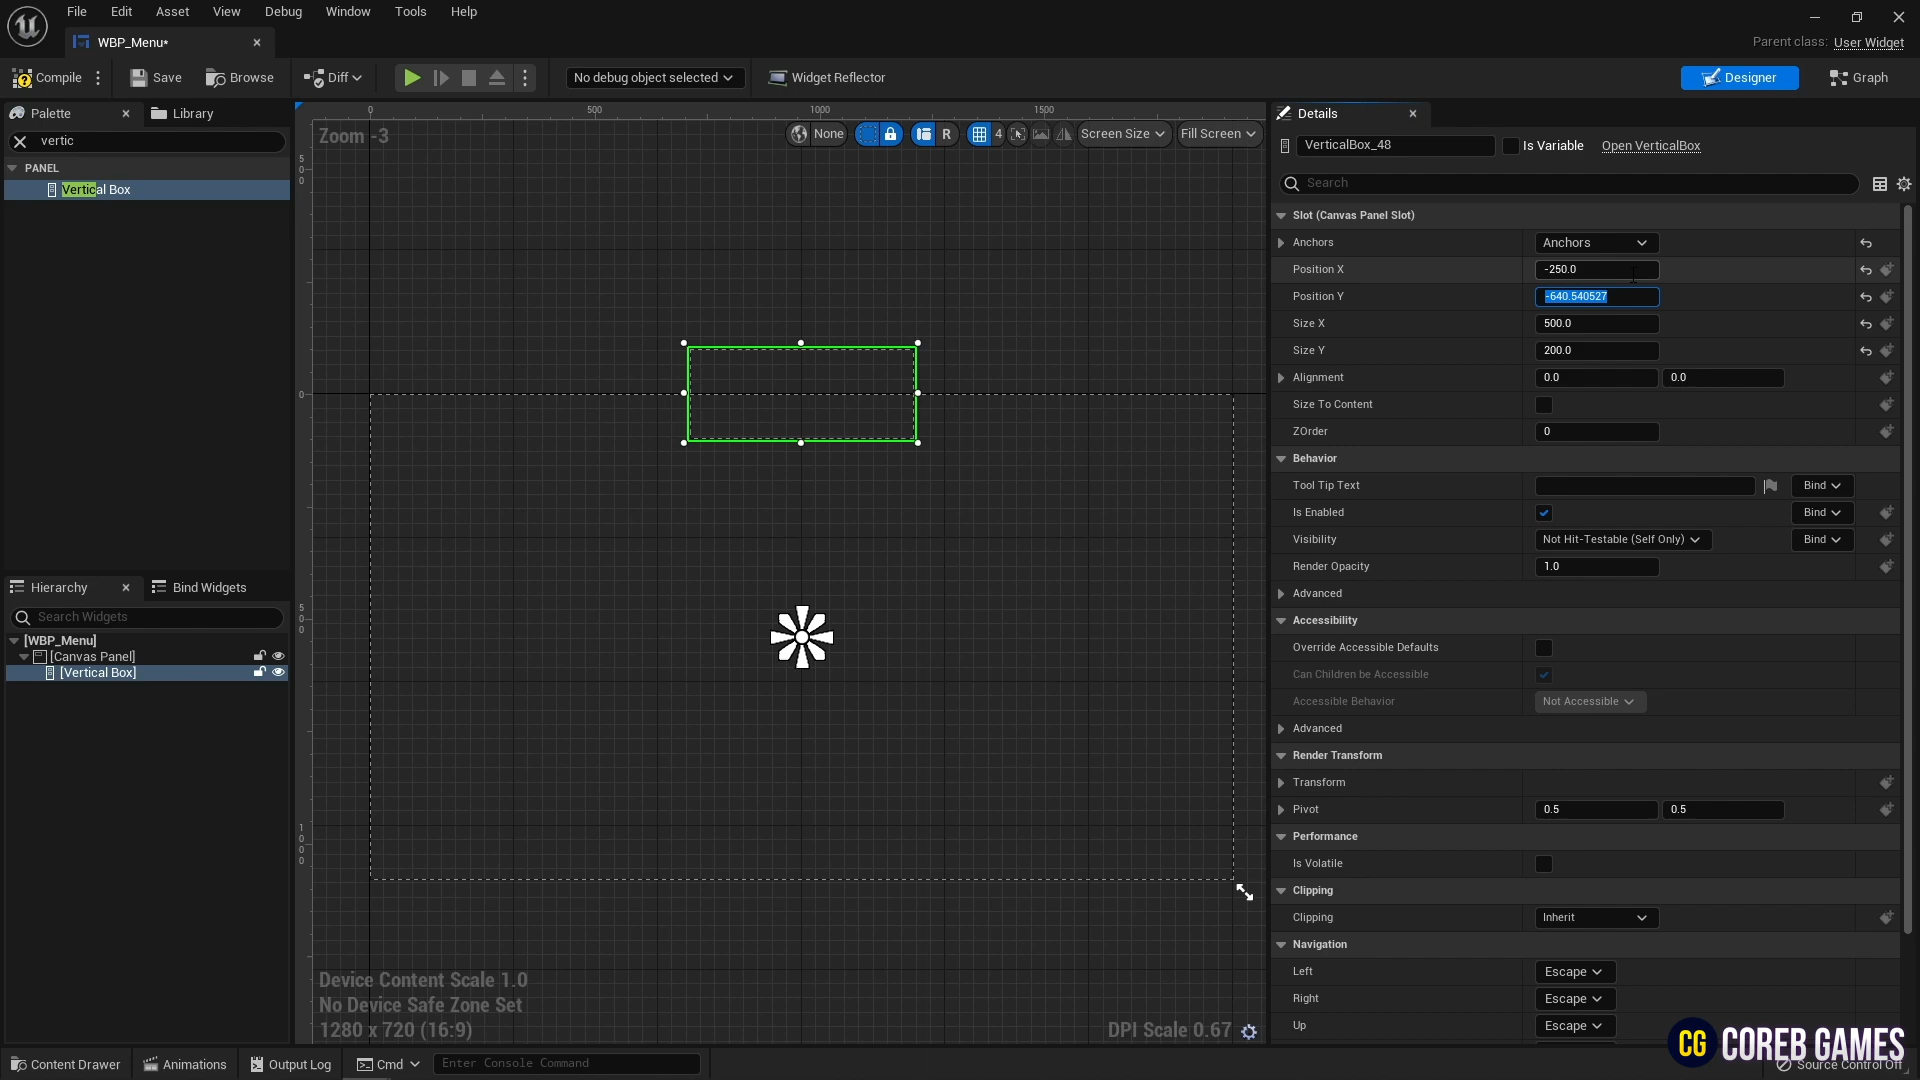 File Edit Asset View Debug Window Tools Help
WBP_Menu*
Parent class: User Widget
Compile Save Browse Diff No debug object selected Widget Reflector Designer Graph
Palette Library
vertic
PANEL
Vertical Box
Hierarchy Bind Widgets
Search Widgets
[WBP_Menu]
[Canvas Panel]
[Vertical Box]
0 500 1000 1500
Zoom -3
None R 4 Screen Size Fill Screen
500
0
500
1000
Device Content Scale 1.0
No Device Safe Zone Set
1280 x 720 (16:9)
DPI Scale 0.67
Details
VerticalBox_48 Is Variable Open VerticalBox
Search
Slot (Canvas Panel Slot)
Anchors Anchors
Position X -250.0
Position Y -640.540527
Size X 500.0
Size Y 200.0
Alignment 0.0 0.0
Size To Content
ZOrder 0
Behavior
Tool Tip Text Bind
Is Enabled Bind
Visibility Not Hit-Testable (Self Only) Bind
Render Opacity 1.0
Advanced
Accessibility
Override Accessible Defaults
Can Children be Accessible
Accessible Behavior Not Accessible
Advanced
Render Transform
Transform
Pivot 0.5 0.5
Performance
Is Volatile
Clipping
Clipping Inherit
Navigation
Left Escape
Right Escape
Up Escape
CG COREB GAMES
Content Drawer Animations Output Log Cmd Enter Console Command Source Control Off